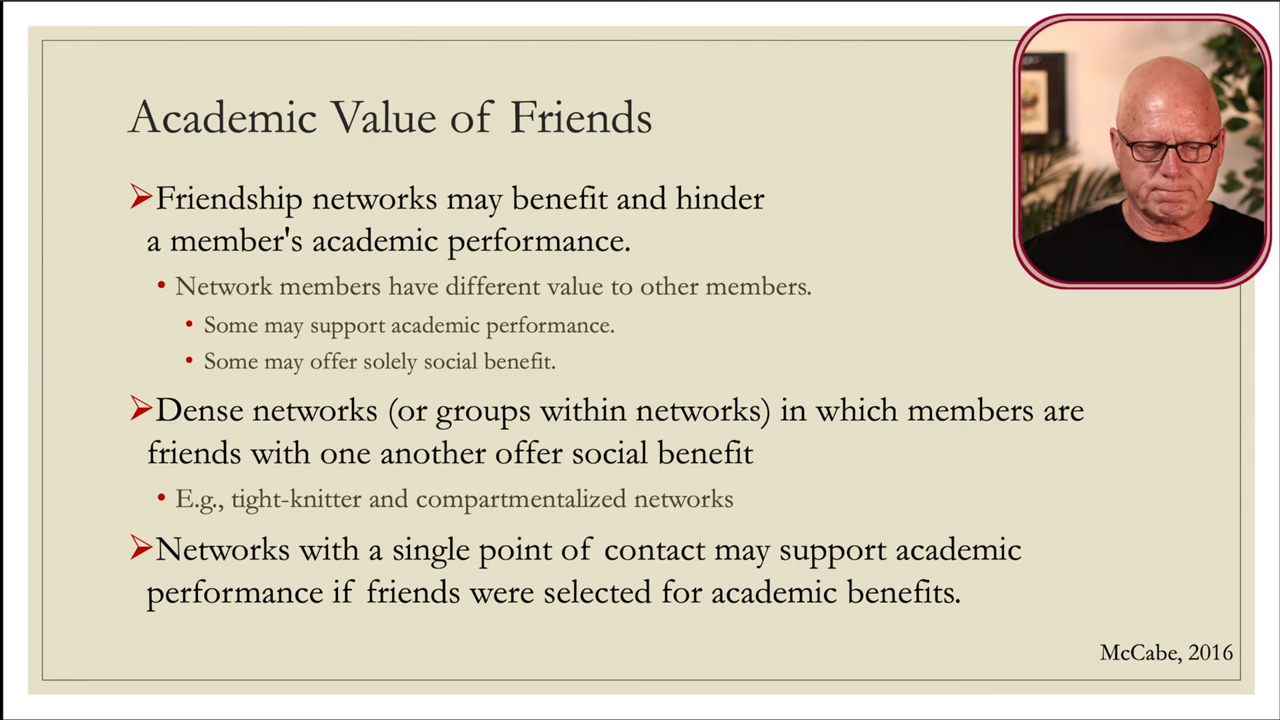 Academic Value of Friends
➢Friendship networks may benefit and hinder
a member's academic performance.
• Network members have different value to other members.
• Some may support academic performance.
• Some may offer solely social benefit.
➢Dense networks (or groups within networks) in which members are
friends with one another offer social benefit
• E.g., tight-knitter and compartmentalized networks
➢Networks with a single point of contact may support academic
performance if friends were selected for academic benefits.
McCabe, 2016